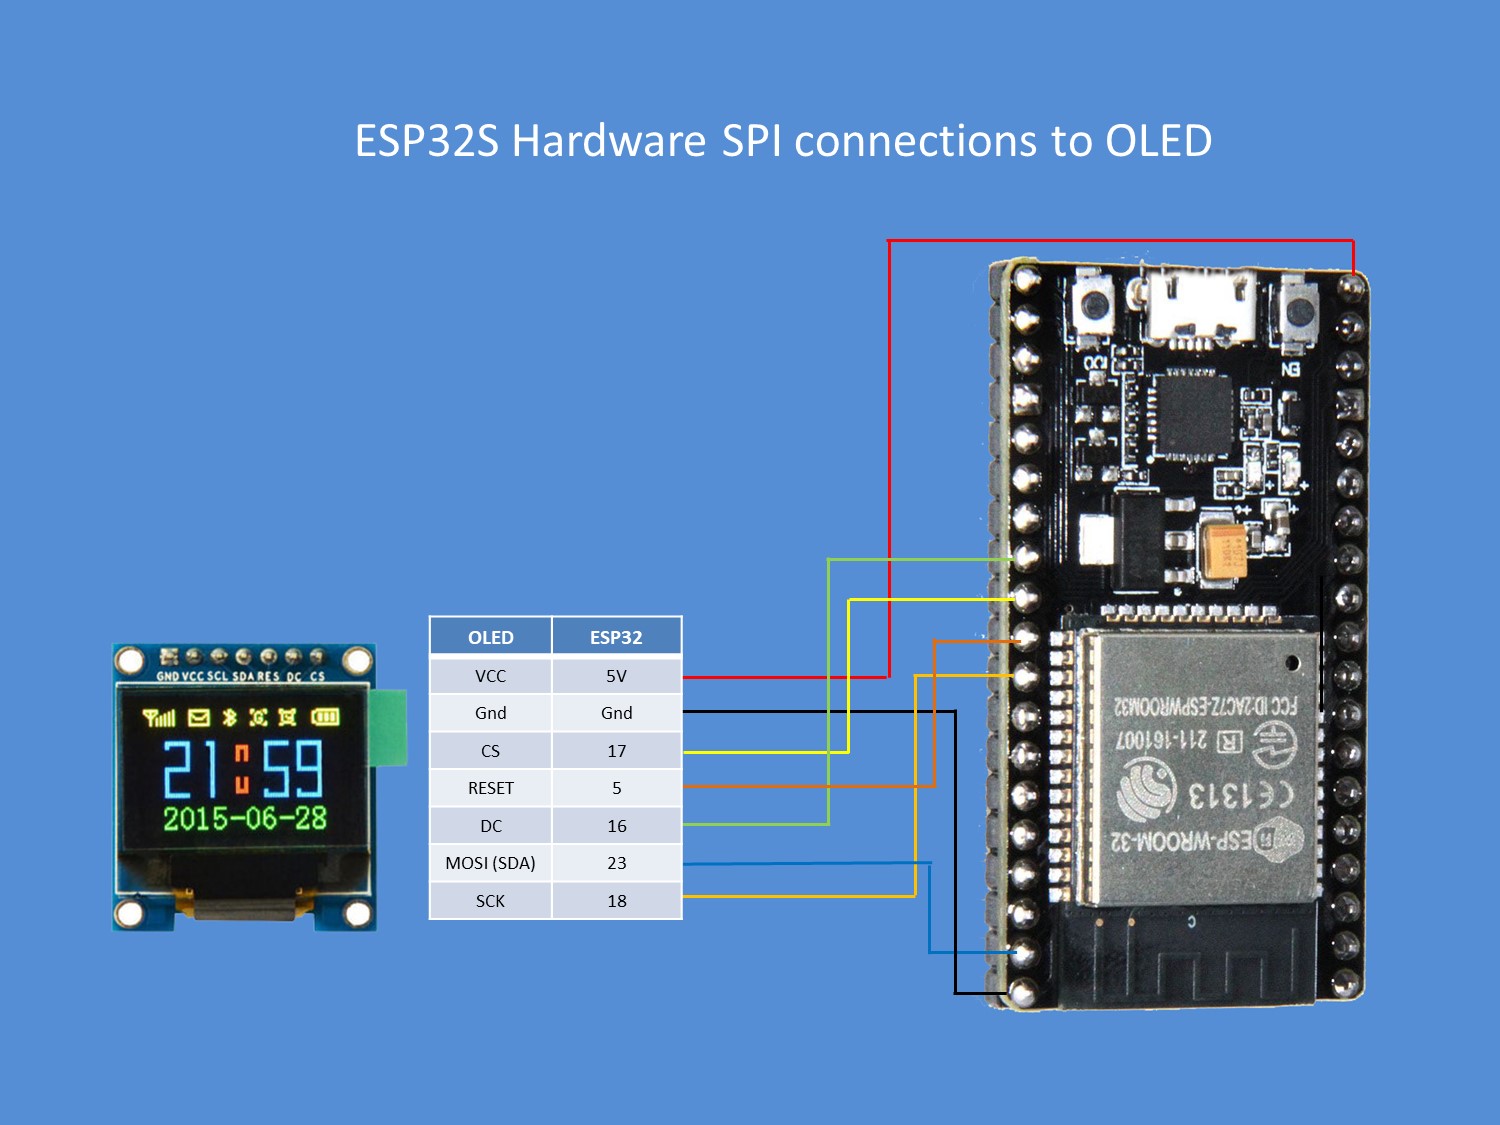 ESP32S Hardware SPI connections to OLED
OLED ESP32
VCC 5V
Gnd Gnd
CS 17
RESET 5
DC 16
MOSI (SDA) 23
SCK 18
GND VCC SCL SDA RES DC CS
21:59
2015-06-28
EN
ESP-WROOM-32
CE1313
R 211-161007
FCC ID:2AC7Z-ESPWROOM32